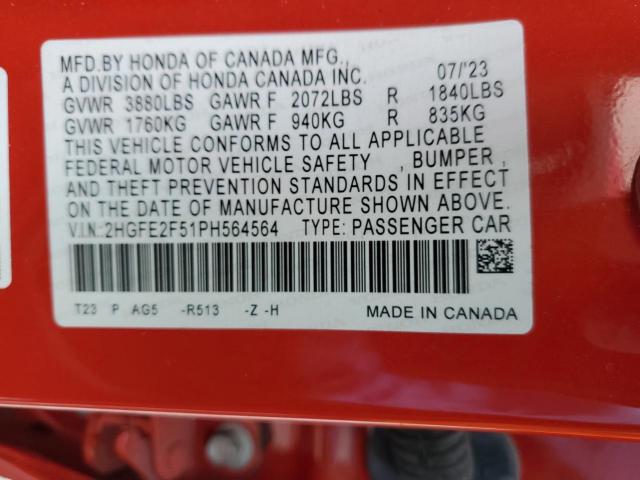 MFD.BY HONDA OF CANADA MFG.,
A DIVISION OF HONDA CANADA INC. 07/'23
GVWR 3880LBS GAWR F 2072LBS R 1840LBS
GVWR 1760KG GAWR F 940KG R 835KG
THIS VEHICLE CONFORMS TO ALL APPLICABLE
FEDERAL MOTOR VEHICLE SAFETY , BUMPER ,
AND THEFT PREVENTION STANDARDS IN EFFECT
ON THE DATE OF MANUFACTURE SHOWN ABOVE.
V.I.N.: 2HGFE2F51PH564564 TYPE: PASSENGER CAR
T23 P AG5 -R513 -Z -H MADE IN CANADA